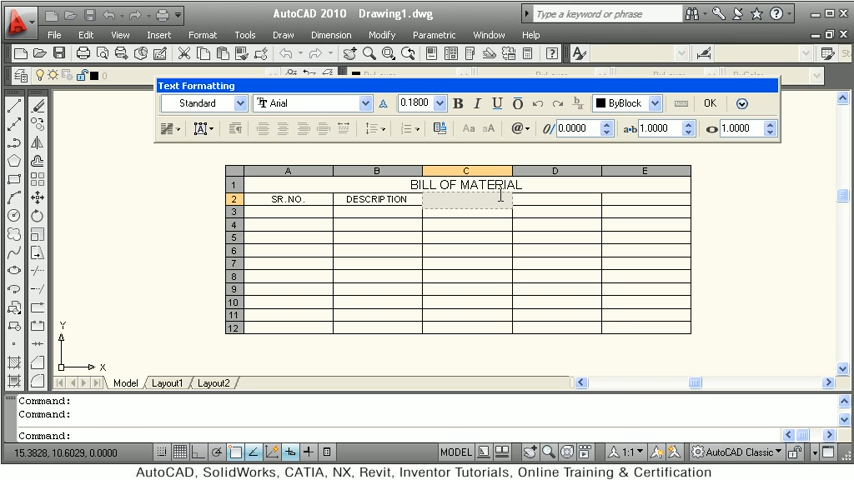 AutoCAD 2010 Drawing1.dwg
Type a keyword or phrase
File Edit View Insert Format Tools Draw Dimension Modify Parametric Window Help
ByLayer
Text Formatting
Standard Arial 0.1800 B I U O ByBlock OK
Aa aA @ 0/ 0.0000 a•b 1.0000 1.0000
A B C D E
1 BILL OF MATERIAL
2 SR.NO. DESCRIPTION
3
4
5
6
7
8
9
10
11
12
Y
X
Model Layout1 Layout2
Command:
Command:
Command:
15.3828, 10.6029, 0.0000 MODEL 1:1 AutoCAD Classic
AutoCAD, SolidWorks, CATIA, NX, Revit, Inventor Tutorials, Online Training & Certification